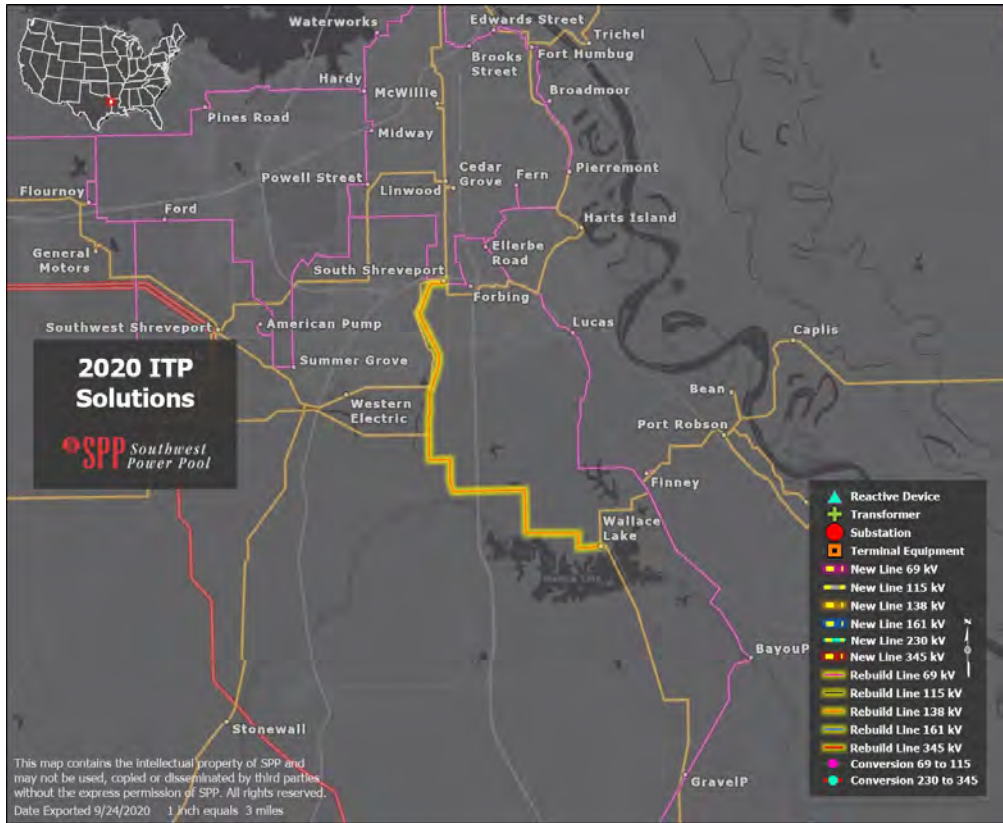 Waterworks
Edwards Street
Trichel
Brooks
Street
Fort Humbug
Hardy
McWillie
Broadmoor
Pines Road
Midway
Pierremont
Powell Street
Linwood
Cedar
Grove
Fern
Flournoy
Ford
Harts Island
General
Motors
Ellerbe
Road
South Shreveport
Forbing
Southwest Shreveport
American Pump
Lucas
Caplis
2020 ITP
Solutions
SPP Southwest
Power Pool
Summer Grove
Western
Electric
Bean
Port Robson
Finney
Wallace
Lake
BayouP
Stonewall
GravelP
Reactive Device
Transformer
Substation
Terminal Equipment
New Line 69 kV
New Line 115 kV
New Line 138 kV
New Line 161 kV
New Line 230 kV
New Line 345 kV
Rebuild Line 69 kV
Rebuild Line 115 kV
Rebuild Line 138 kV
Rebuild Line 161 kV
Rebuild Line 345 kV
Conversion 69 to 115
Conversion 230 to 345
N
This map contains the intellectual property of SPP and
may not be used, copied or disseminated by third parties
without the express permission of SPP. All rights reserved.
Date Exported 9/24/2020 1 inch equals 3 miles